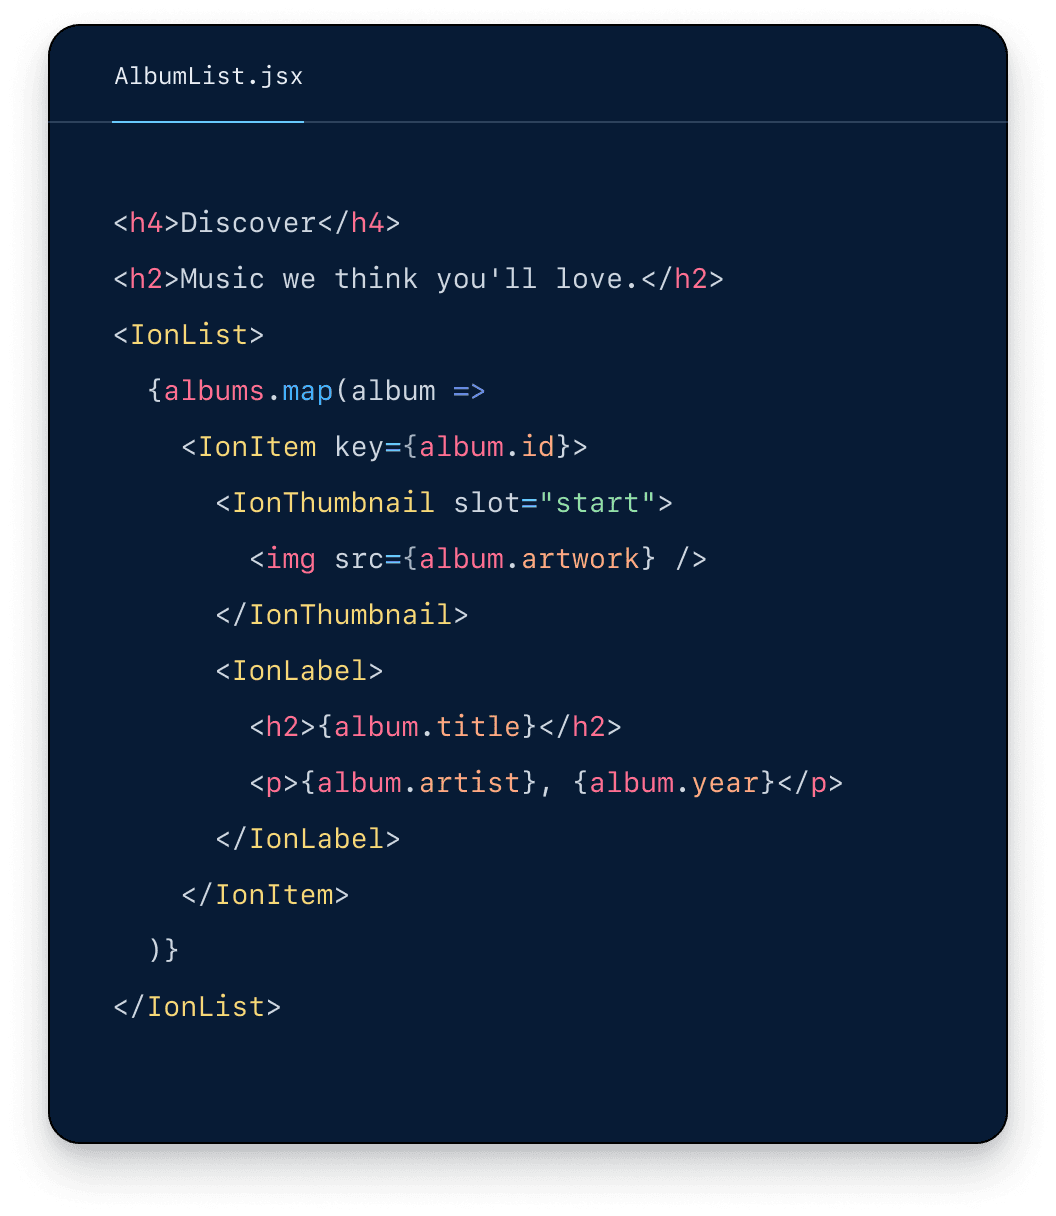 AlbumList.jsx
<h4>Discover</h4>
<h2>Music we think you'll love.</h2>
<IonList>
  {albums.map(album =>
    <IonItem key={album.id}>
      <IonThumbnail slot="start">
        <img src={album.artwork} />
      </IonThumbnail>
      <IonLabel>
        <h2>{album.title}</h2>
        <p>{album.artist}, {album.year}</p>
      </IonLabel>
    </IonItem>
  )}
</IonList>